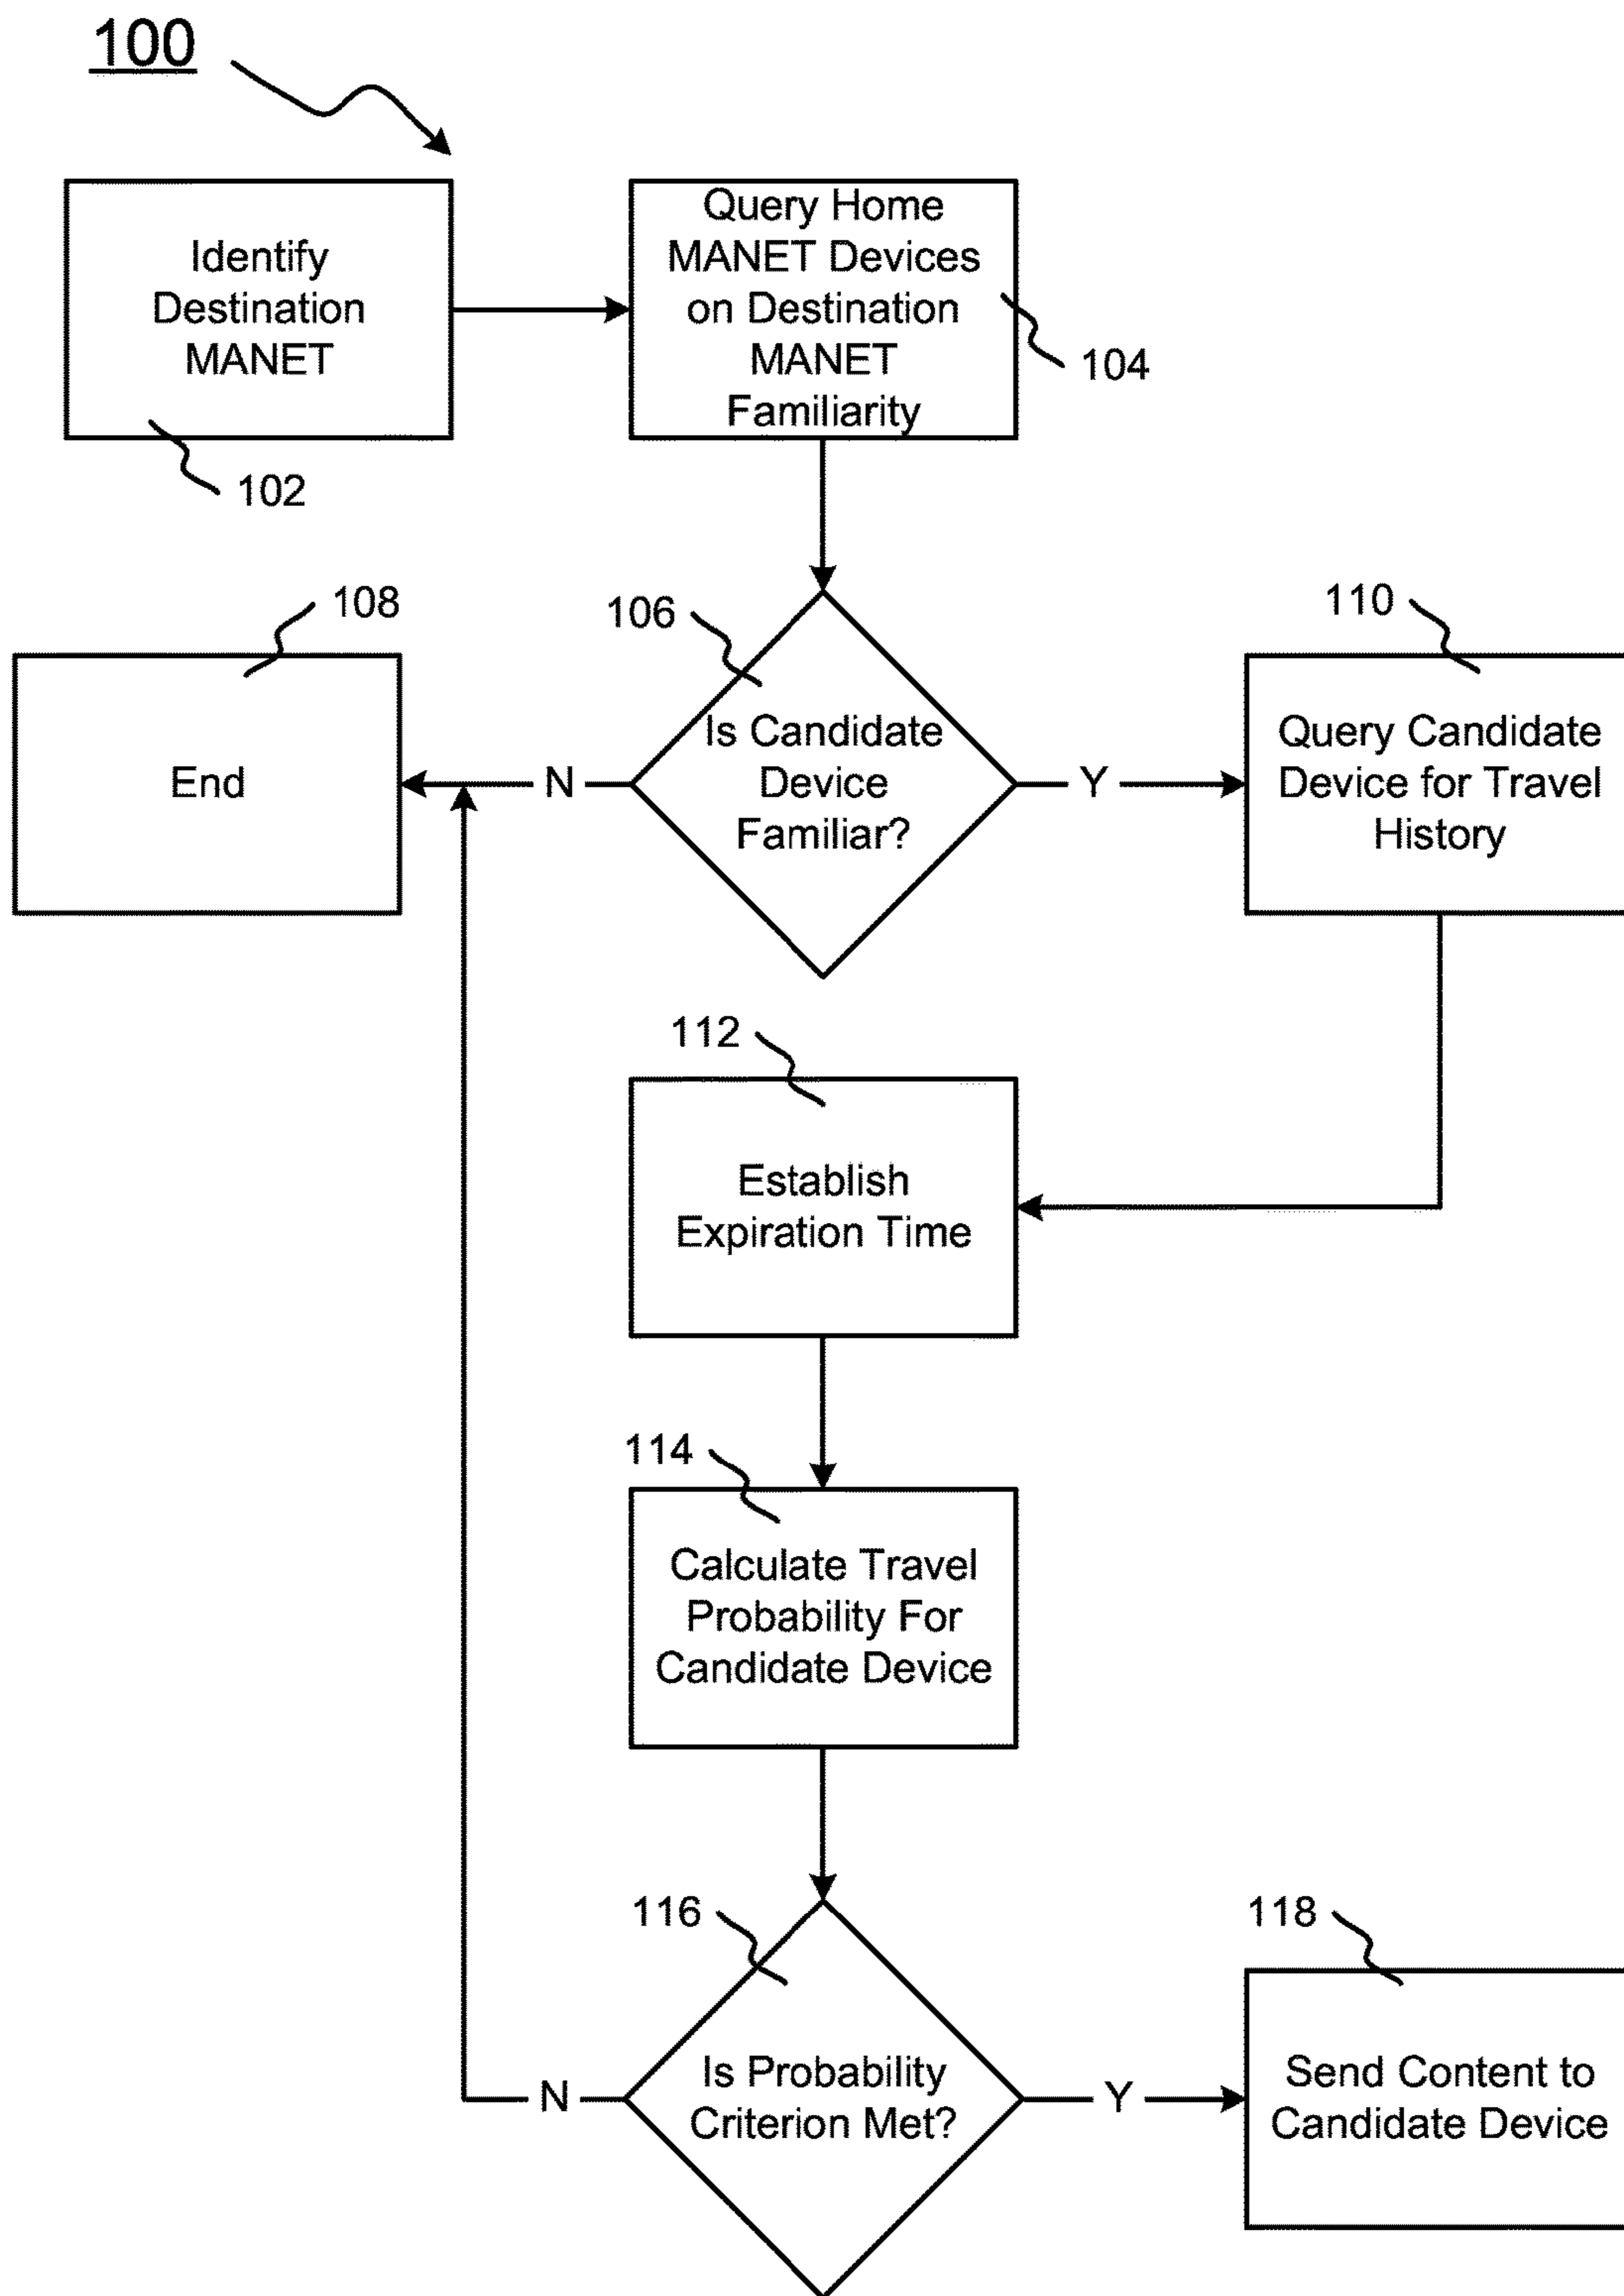 100
Identify
Destination
MANET
102
Query Home
MANET Devices
on Destination
MANET
Familiarity
104
108
End
106
Is Candidate
Device
Familiar?
N
Y
110
Query Candidate
Device for Travel
History
112
Establish
Expiration Time
114
Calculate Travel
Probability For
Candidate Device
116
Is Probability
Criterion Met?
N
Y
118
Send Content to
Candidate Device